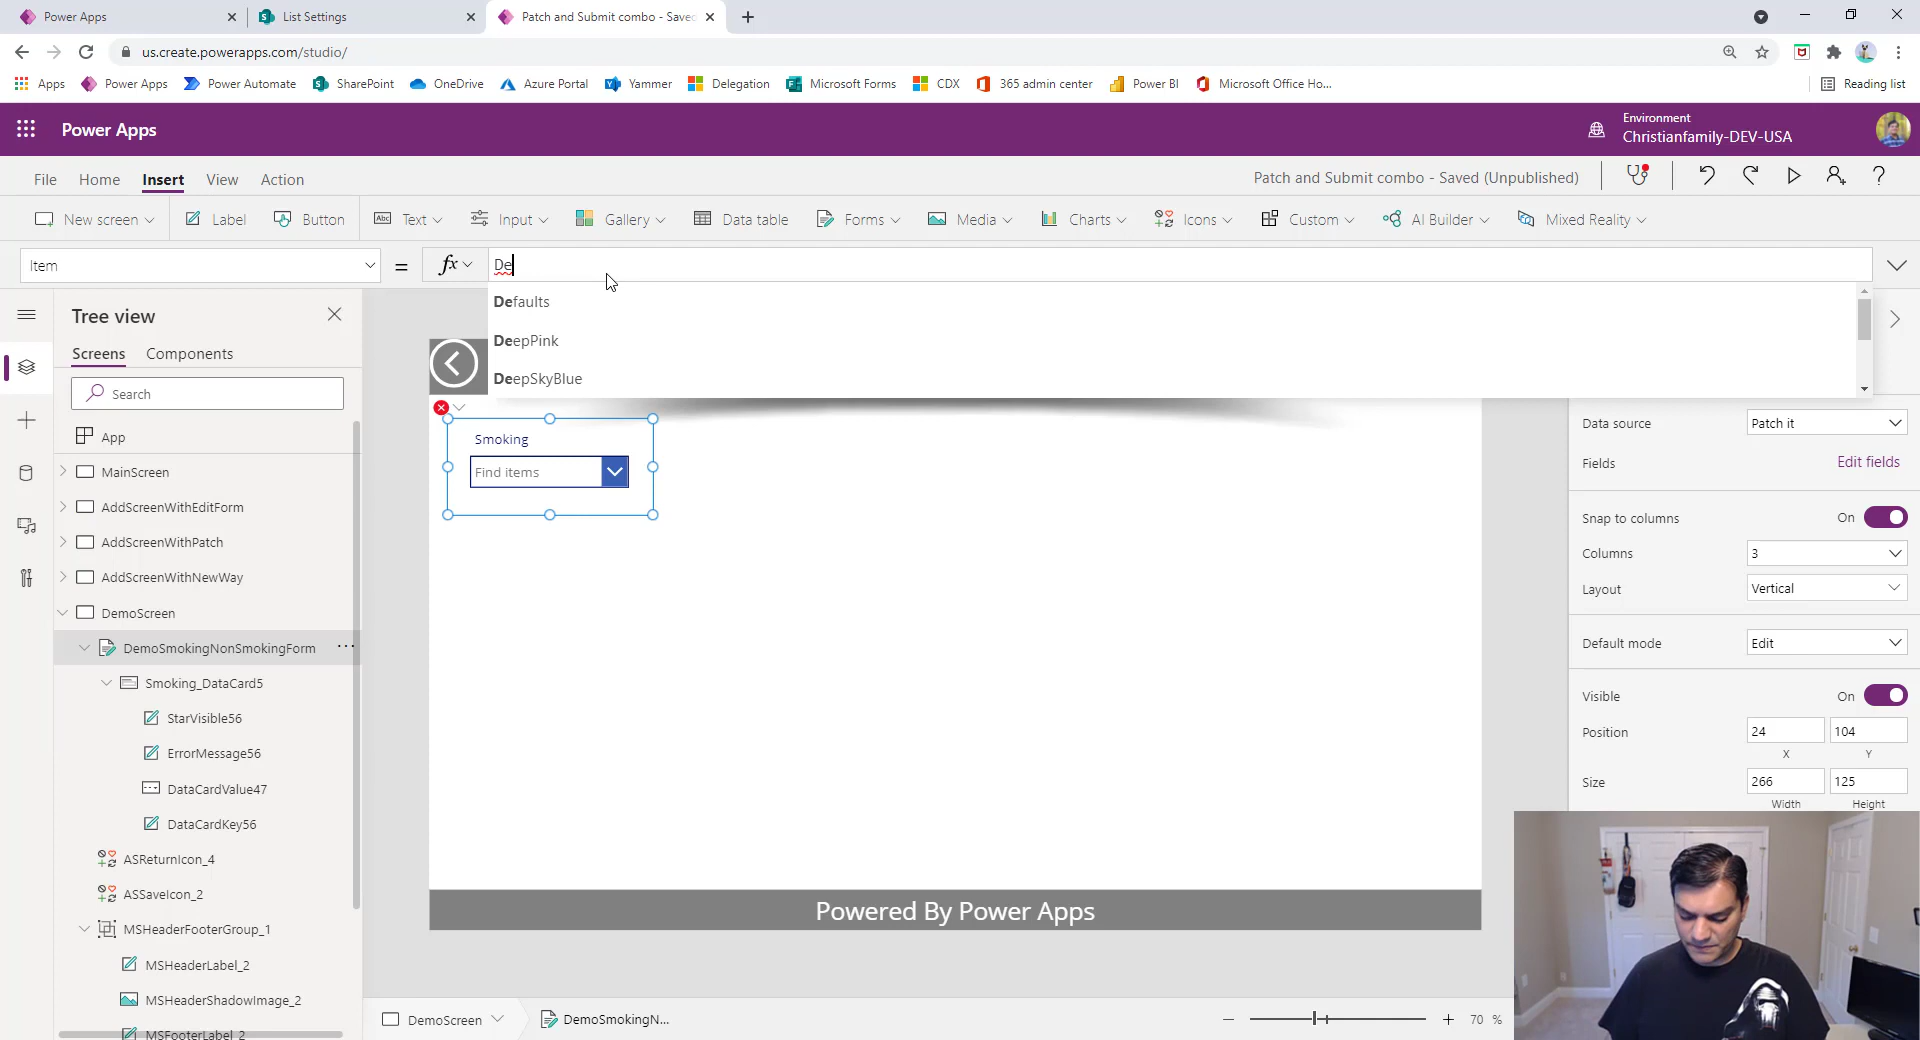 Power Apps
List Settings
Patch and Submit combo - Saved
us.create.powerapps.com/studio/
Apps
Power Apps
Power Automate
SharePoint
OneDrive
Azure Portal
Yammer
Delegation
Microsoft Forms
CDX
365 admin center
Power BI
Microsoft Office Ho...
Reading list
Power Apps
Environment
Christianfamily-DEV-USA
File
Home
Insert
View
Action
Patch and Submit combo - Saved (Unpublished)
New screen
Label
Button
Text
Input
Gallery
Data table
Forms
Media
Charts
Icons
Custom
AI Builder
Mixed Reality
Item
=
fx
De
Defaults
DeepPink
DeepSkyBlue
Tree view
Screens
Components
Search
App
MainScreen
AddScreenWithEditForm
AddScreenWithPatch
AddScreenWithNewWay
DemoScreen
DemoSmokingNonSmokingForm
Smoking_DataCard5
StarVisible56
ErrorMessage56
DataCardValue47
DataCardKey56
ASReturnIcon_4
ASSaveIcon_2
MSHeaderFooterGroup_1
MSHeaderLabel_2
MSHeaderShadowImage_2
MSFooterLabel_2
Smoking
Find items
Powered By Power Apps
Data source
Patch it
Fields
Edit fields
Snap to columns
On
Columns
3
Layout
Vertical
Default mode
Edit
Visible
On
Position
24
104
X
Y
Size
266
125
Width
Height
DemoScreen
DemoSmokingN...
70 %